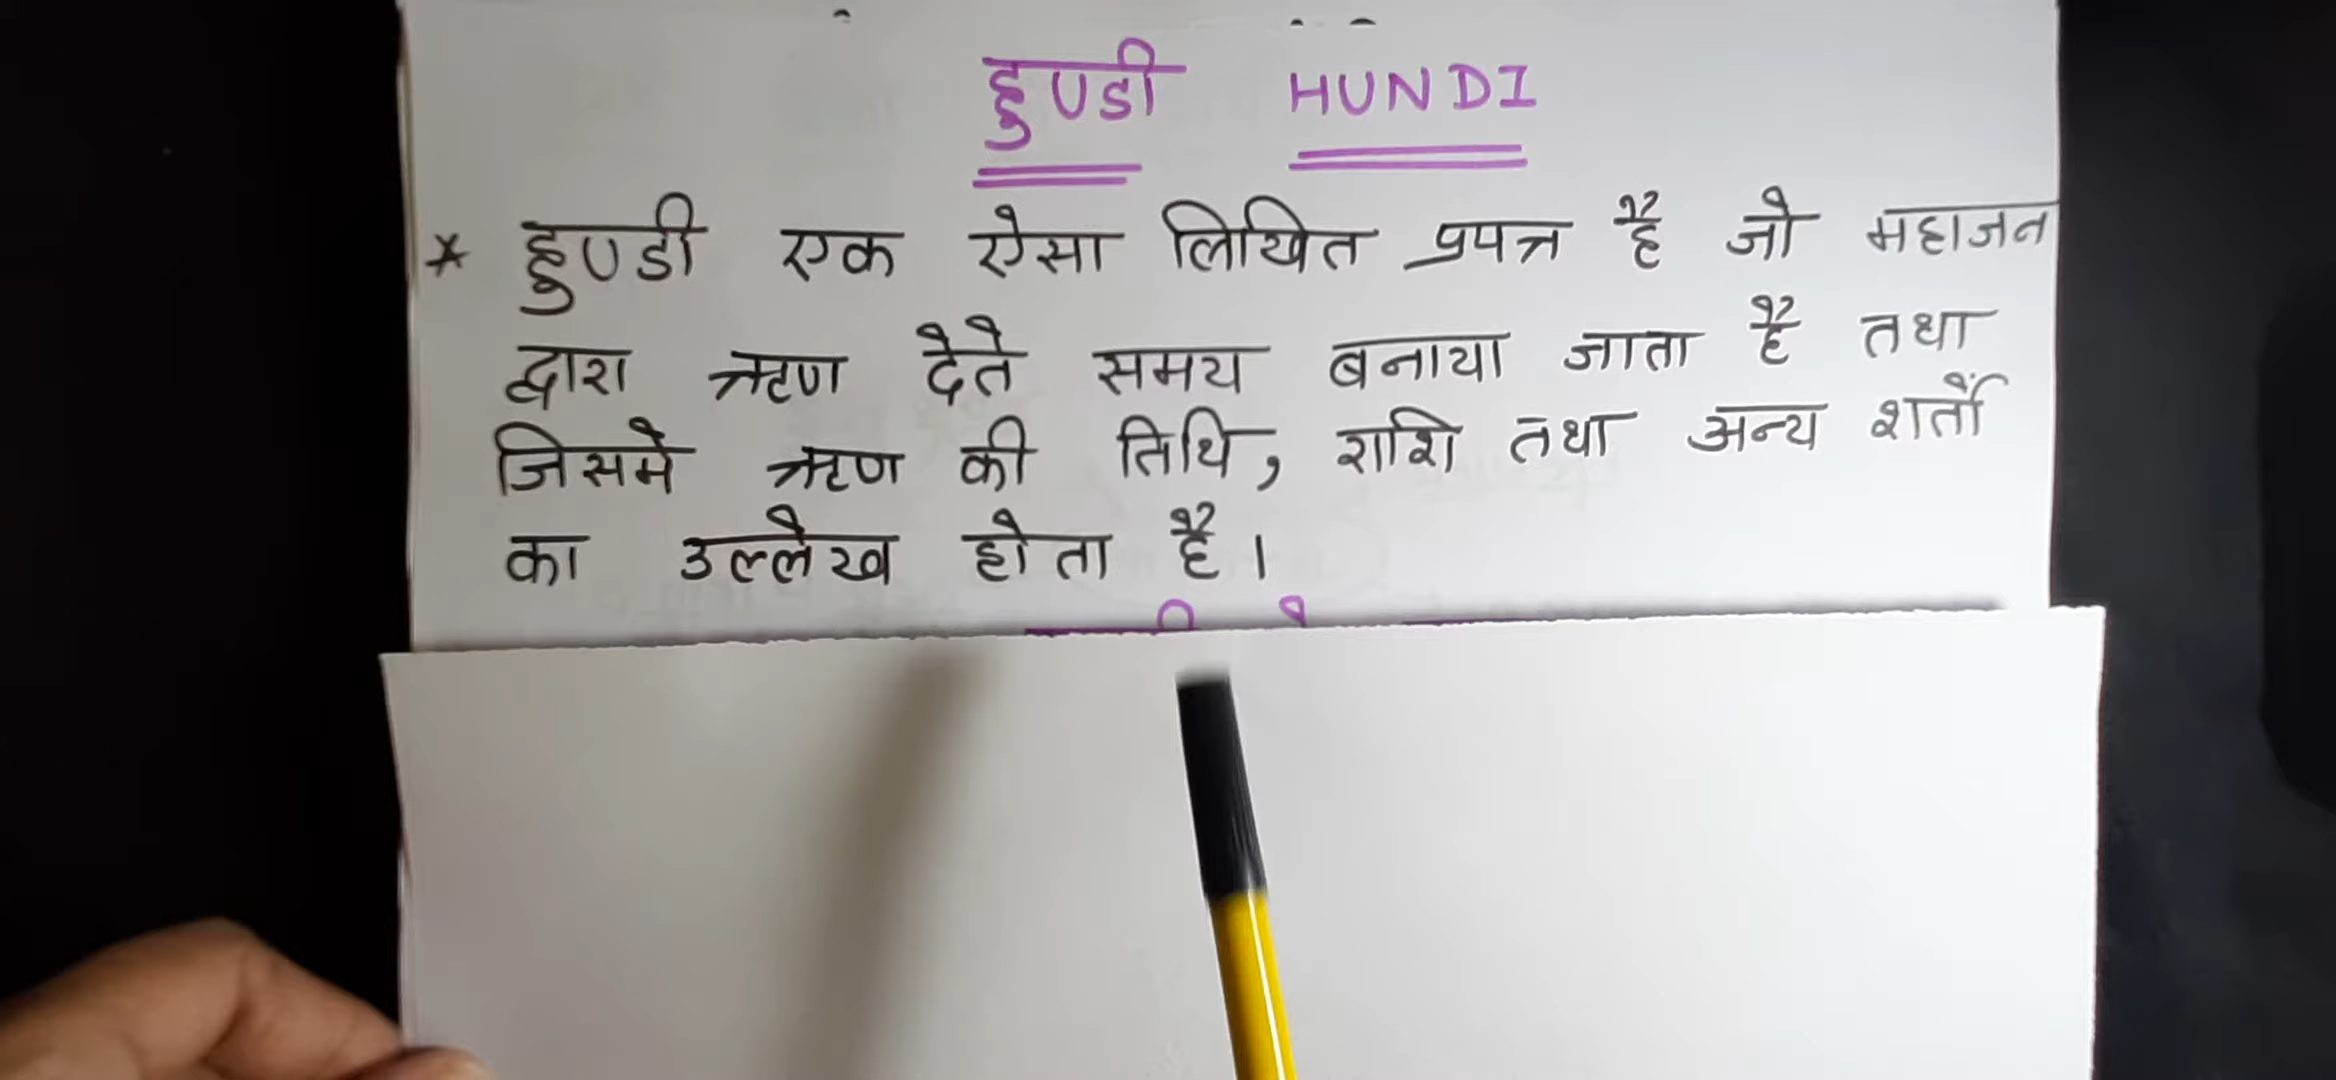 हुण्डी HUNDI
* हुण्डी एक ऐसा लिखित प्रपत्र है जो महाजन
द्वारा ऋण देते समय बनाया जाता है तथा
जिसमे ऋण की तिथि, राशि तथा अन्य शर्तों
का उल्लेख होता है।